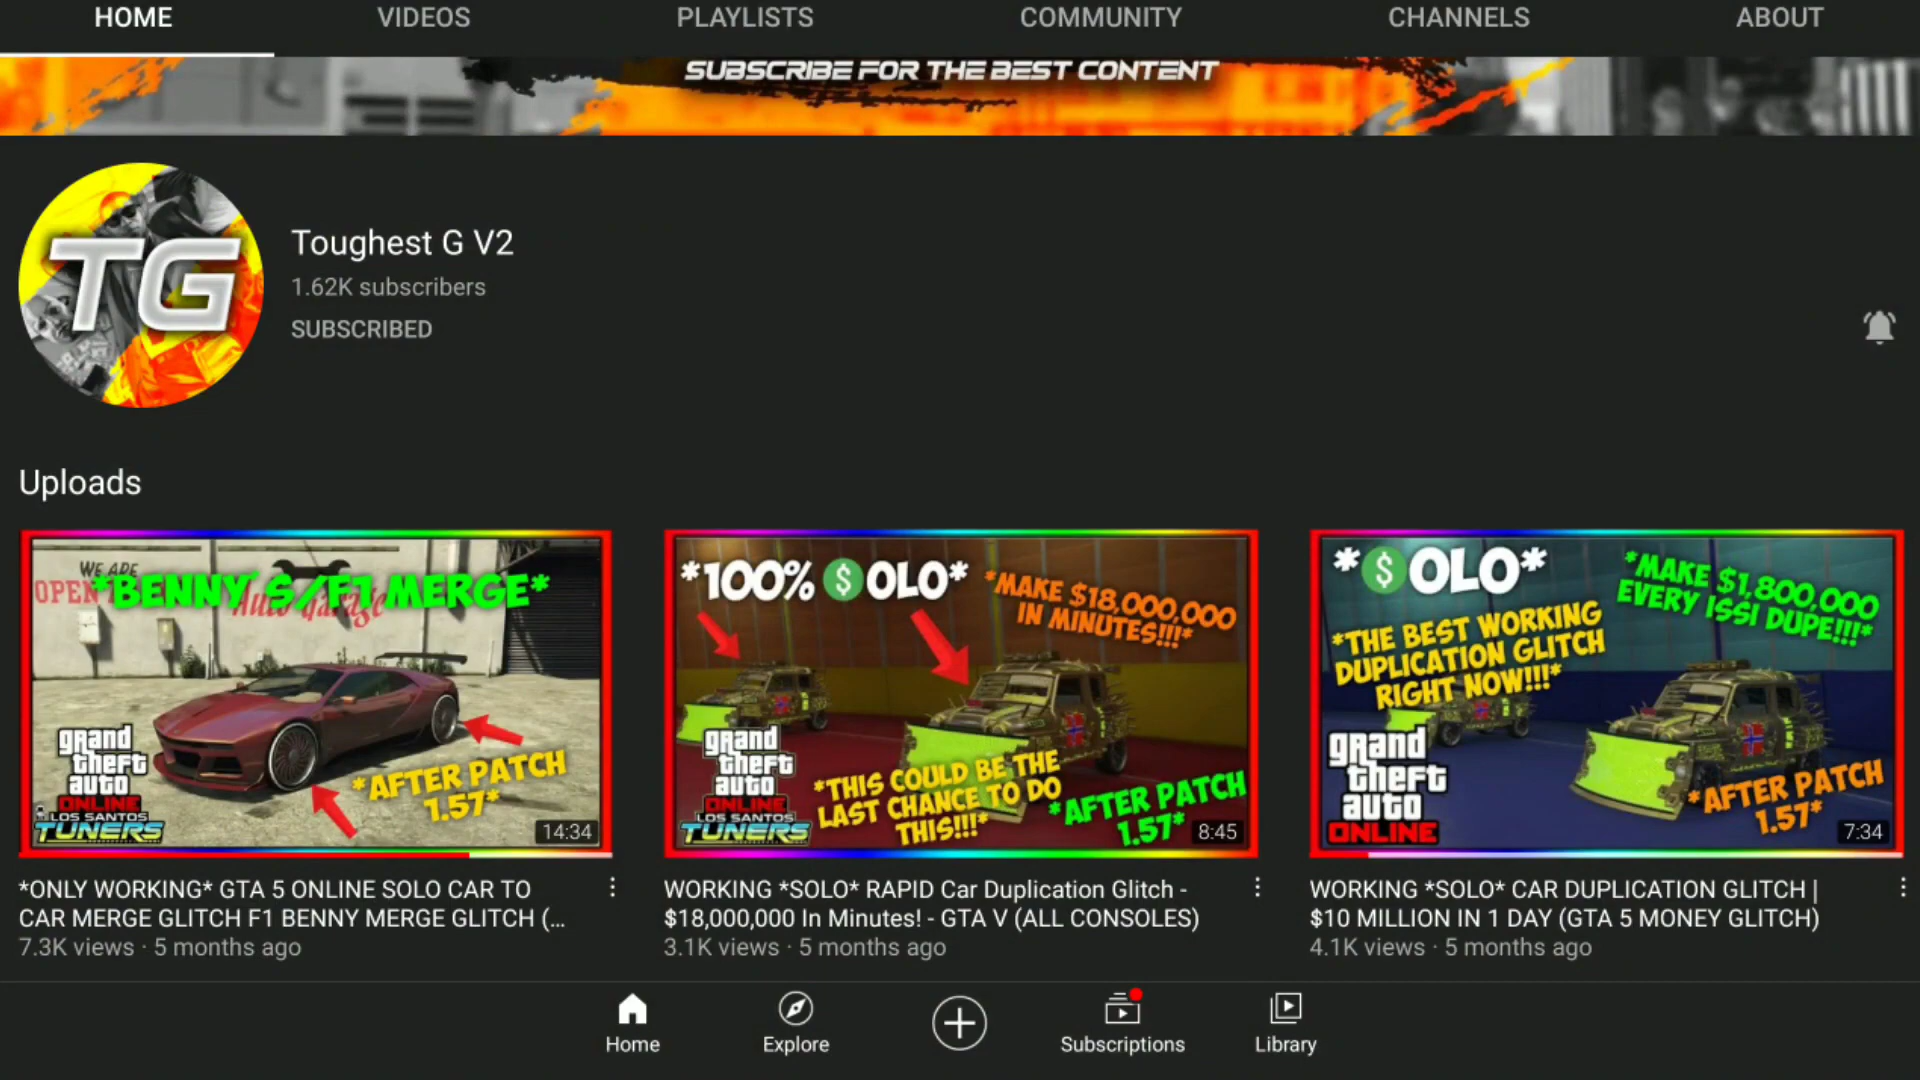 HOME VIDEOS PLAYLISTS COMMUNITY CHANNELS ABOUT
SUBSCRIBE FOR THE BEST CONTENT
TG
Toughest G V2
1.62K subscribers
SUBSCRIBED
Uploads
WE ARE
OPEN
Auto Garage
*BENNY'S/F1 MERGE*
*AFTER PATCH
1.57*
grand
theft
auto
ONLINE
LOS SANTOS
TUNERS
14:34
*100% $OLO*
*MAKE $18,000,000
IN MINUTES!!!*
*THIS COULD BE THE
LAST CHANCE TO DO
THIS!!!*
*AFTER PATCH
1.57*
grand
theft
auto
ONLINE
LOS SANTOS
TUNERS
8:45
*$OLO*
*MAKE $1,800,000
EVERY ISSI DUPE!!!*
*THE BEST WORKING
DUPLICATION GLITCH
RIGHT NOW!!!*
*AFTER PATCH
1.57*
grand
theft
auto
ONLINE
7:34
*ONLY WORKING* GTA 5 ONLINE SOLO CAR TO
CAR MERGE GLITCH F1 BENNY MERGE GLITCH (...
7.3K views · 5 months ago
WORKING *SOLO* RAPID Car Duplication Glitch -
$18,000,000 In Minutes! - GTA V (ALL CONSOLES)
3.1K views · 5 months ago
WORKING *SOLO* CAR DUPLICATION GLITCH |
$10 MILLION IN 1 DAY (GTA 5 MONEY GLITCH)
4.1K views · 5 months ago
Home Explore Subscriptions Library